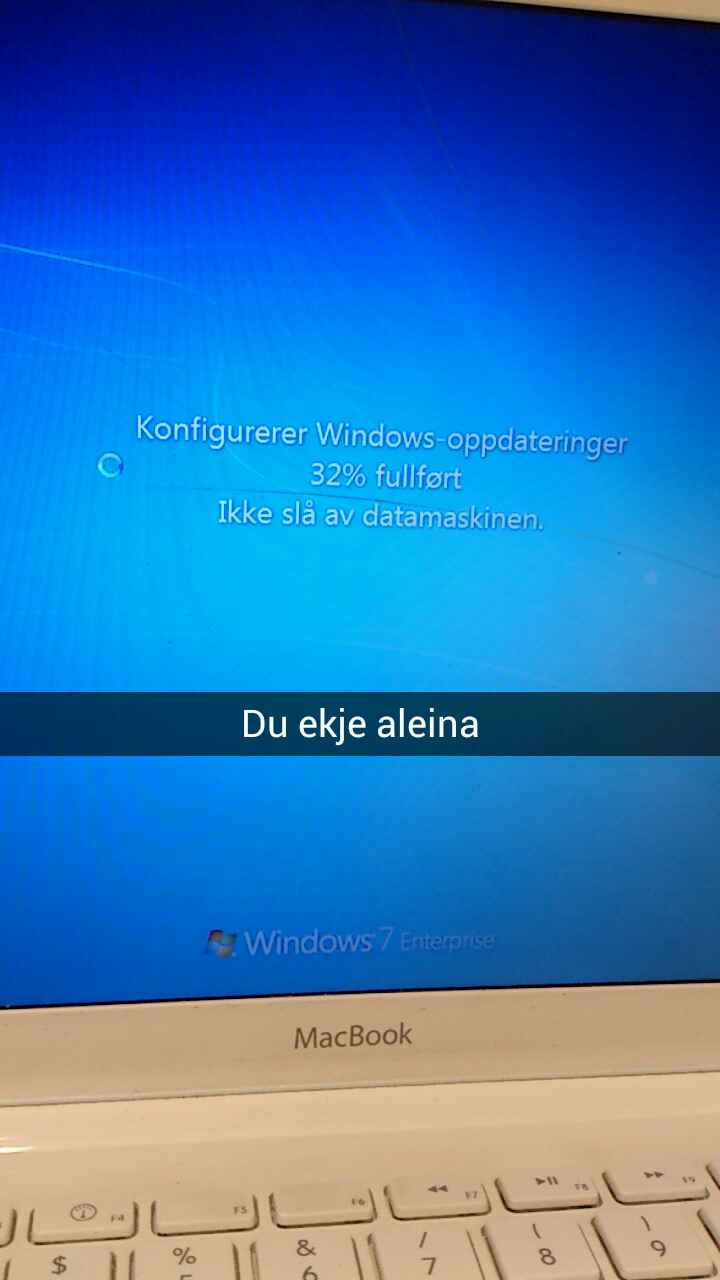 Konfigurerer Windows-oppdateringer
32% fullført
Ikke slå av datamaskinen.
Du ekje aleina
Windows 7 Enterprise
MacBook
F4 F5 F6 F7 F8 F9
$ % & / ( )
6 7 8 9